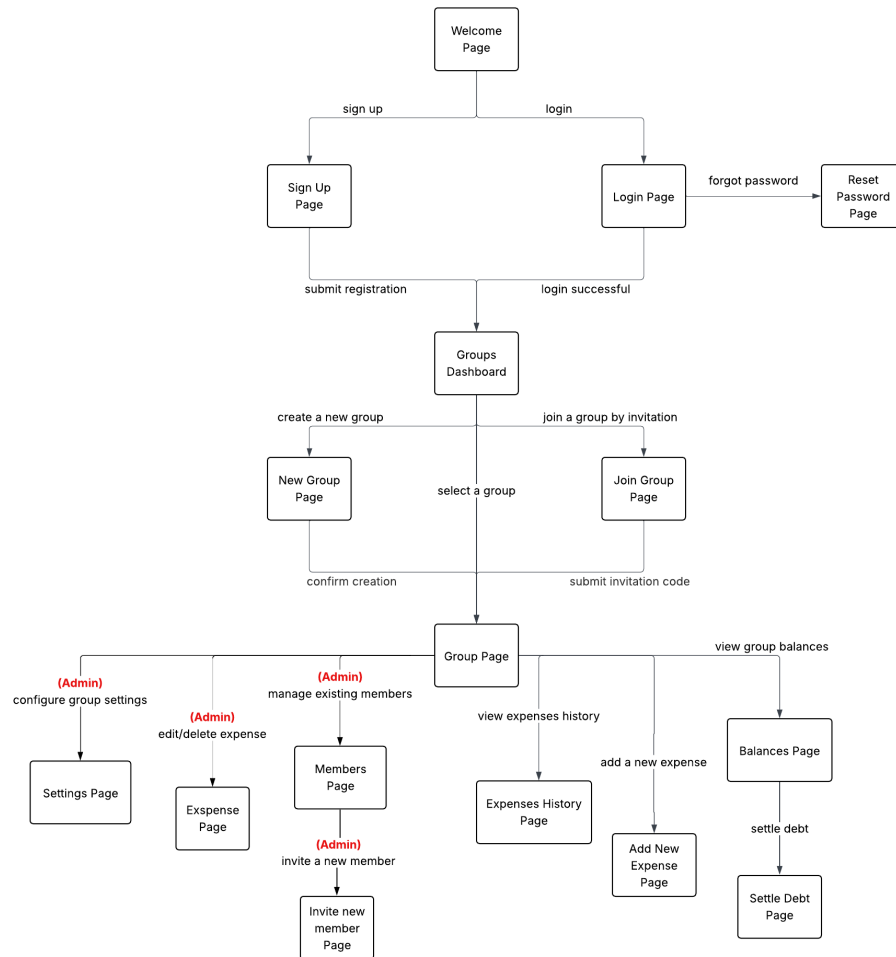 Welcome
Page
sign up
login
Sign Up
Page
Login Page
forgot password
Reset
Password
Page
submit registration
login successful
Groups
Dashboard
create a new group
join a group by invitation
New Group
Page
select a group
Join Group
Page
confirm creation
submit invitation code
Group Page
view group balances
(Admin)
configure group settings
(Admin)
edit/delete expense
(Admin)
manage existing members
view expenses history
add a new expense
Settings Page
Exspense
Page
Members
Page
Expenses History
Page
Balances Page
(Admin)
invite a new member
Add New
Expense
Page
settle debt
Invite new
member
Page
Settle Debt
Page